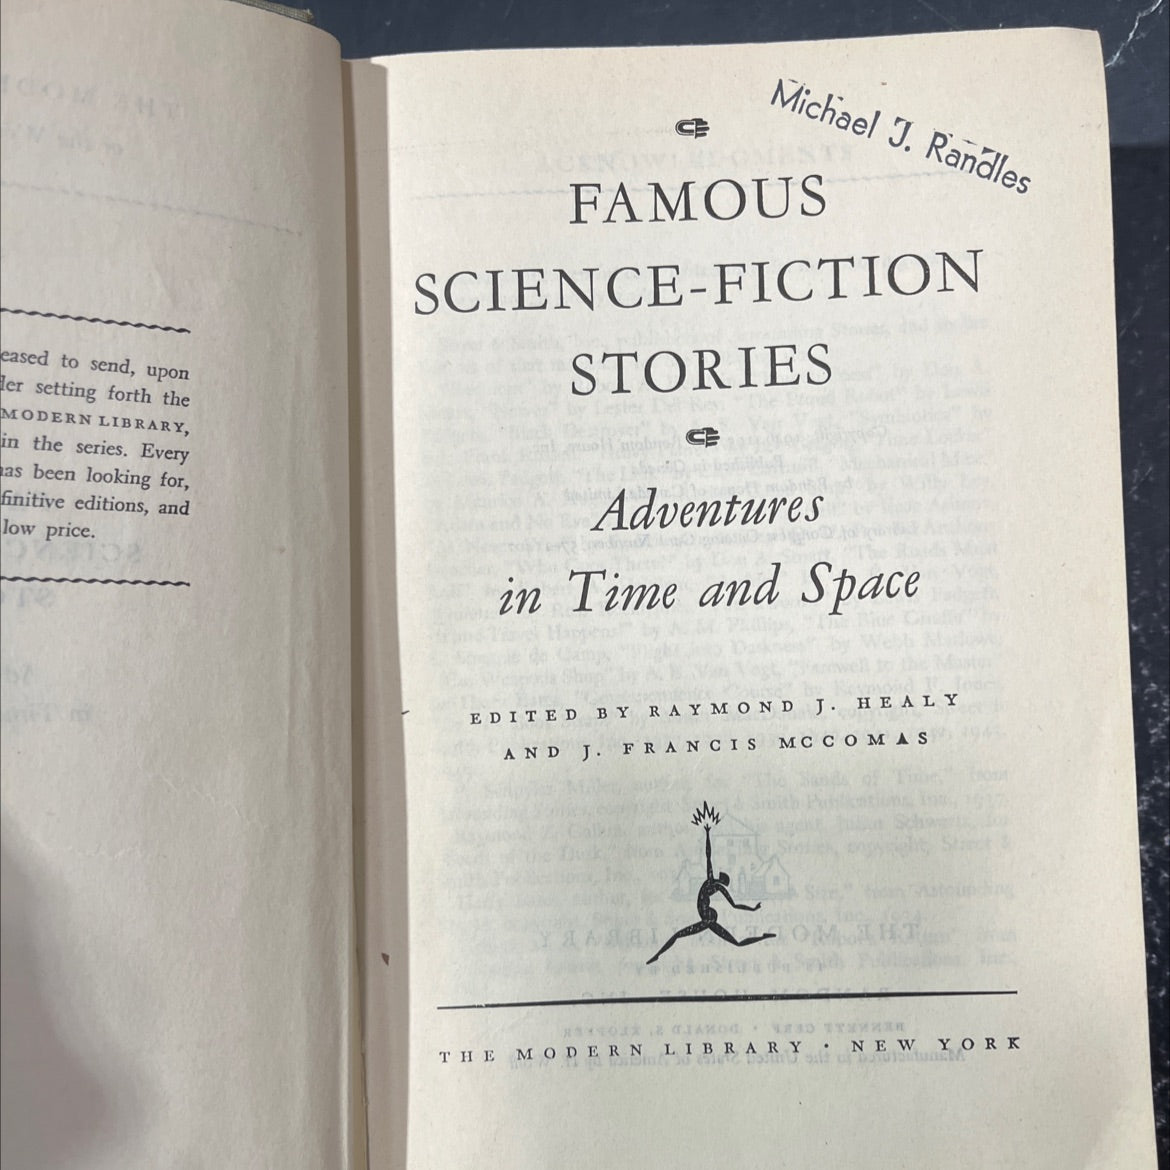 eased to send, upon
setting forth the
MODERN LIBRARY,
in the series. Every
has been looking for,
finitive editions, and
low price.
Michael J. Randles
FAMOUS
SCIENCE-FICTION
STORIES
Adventures
in Time and Space
EDITED BY RAYMOND J. HEALY
AND J. FRANCIS MCCOMAS
THE MODERN LIBRARY · NEW YORK